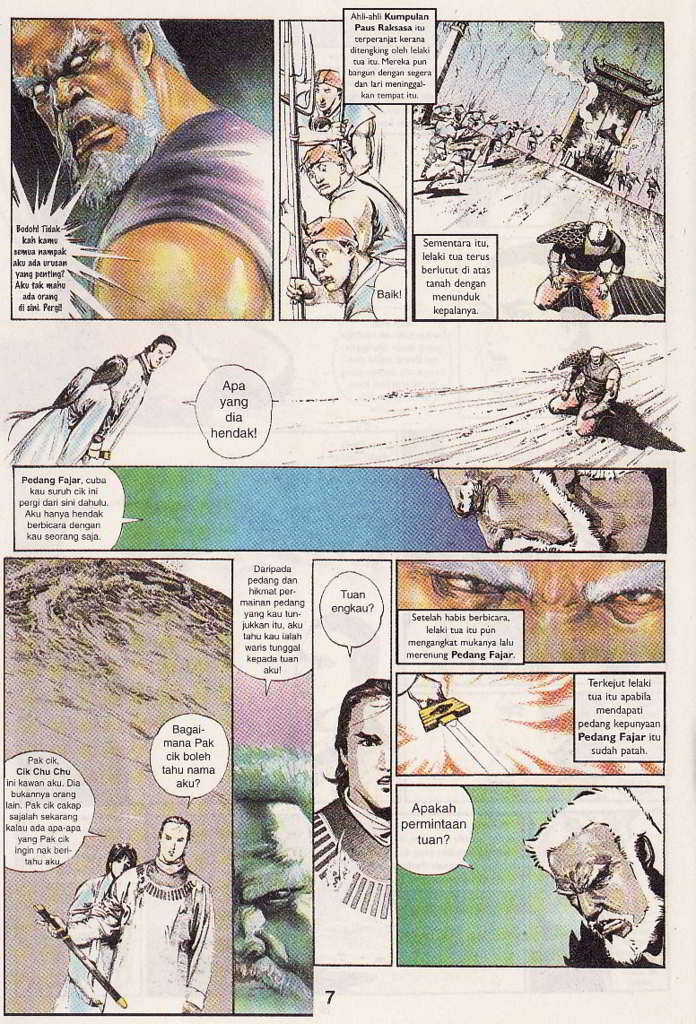 Bodoh! Tidak
kah kamu
semua nampak
aku ada urusan
yang penting?
Aku tak mahu
ada orang
di sini. Pergi!
Ahli-ahli Kumpulan
Paus Raksasa itu
terperanjat kerana
ditengking oleh lelaki
tua itu. Mereka pun
bangun dengan segera
dan lari meninggal-
kan tempat itu.
Baik!
Sementara itu,
lelaki tua terus
berlutut di atas
tanah dengan
menunduk
kepalanya.
Apa
yang
dia
hendak!
Pedang Fajar, cuba
kau suruh cik ini
pergi dari sini dahulu.
Aku hanya hendak
berbicara dengan
kau seorang saja.
Pak cik,
Cik Chu Chu
ini kawan aku. Dia
bukannya orang
lain. Pak cik cakap
sajalah sekarang
kalau ada apa-apa
yang Pak cik
ingin nak beri-
tahu aku.
Bagai-
mana Pak
cik boleh
tahu nama
aku?
Daripada
pedang dan
hikmat per-
mainan pedang
yang kau tun-
jukkan itu, aku
tahu kau ialah
waris tunggal
kepada tuan
aku!
Tuan
engkau?
Setelah habis berbicara,
lelaki tua itu pun
mengangkat mukanya lalu
merenung Pedang Fajar.
Terkejut lelaki
tua itu apabila
mendapati
pedang kepunyaan
Pedang Fajar itu
sudah patah.
Apakah
permintaan
tuan?
7